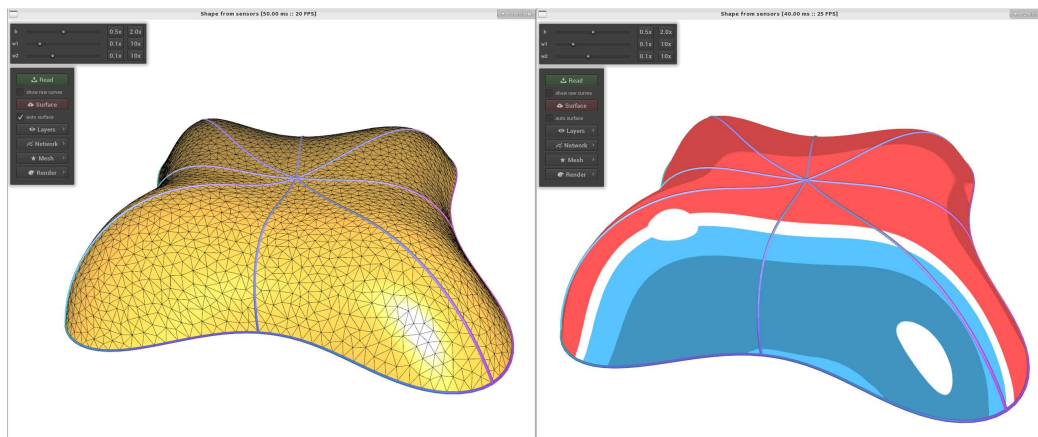 Shape from sensors [50.00 ms :: 20 FPS]
h 0.5x 2.0x
w1 0.1x 10x
w2 0.1x 10x
Read
show raw curves
Surface
auto surface
Layers
Network
Mesh
Render
Shape from sensors [40.00 ms :: 25 FPS]
h 0.5x 2.0x
w1 0.1x 10x
w2 0.1x 10x
Read
show raw curves
Surface
auto surface
Layers
Network
Mesh
Render